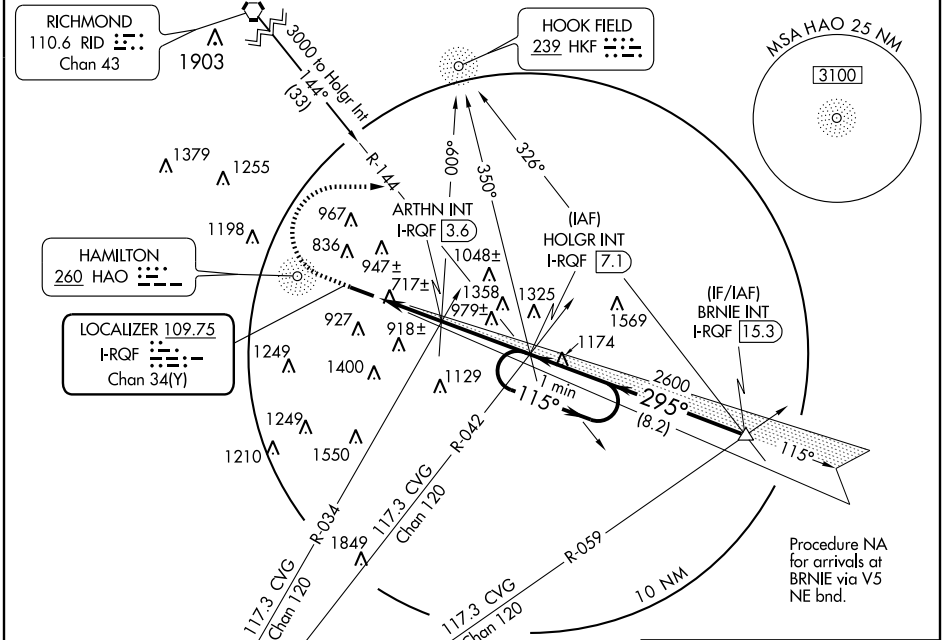 RICHMOND
110.6 RID
Chan 43
1903
3000 to Holgr Int
144°
(33)
R-144
HOOK FIELD
239 HKF
MSA HAO 25 NM
3100
1379
1255
1198
HAMILTON
260 HAO
LOCALIZER 109.75
I-RQF
Chan 34(Y)
967
836
947±
717±
927
918±
1249
1400
1129
1249
1210
1550
1849
ARTHN INT
I-RQF 3.6
009°
350°
326°
1048±
1358
979±
1325
1174
1569
(IAF)
HOLGR INT
I-RQF 7.1
(IF/IAF)
BRNIE INT
I-RQF 15.3
1 min
115°
2600
295°
(8.2)
115°
R-034
117.3 CVG
Chan 120
R-042
117.3 CVG
Chan 120
R-059
117.3 CVG
Chan 120
10 NM
Procedure NA
for arrivals at
BRNIE via V5
NE bnd.